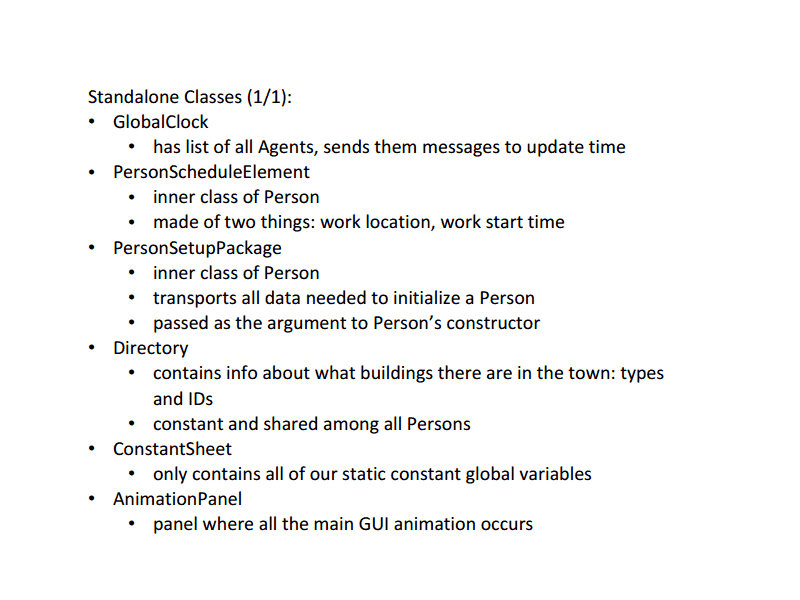 Standalone Classes (1/1):
• GlobalClock
• has list of all Agents, sends them messages to update time
• PersonScheduleElement
• inner class of Person
• made of two things: work location, work start time
• PersonSetupPackage
• inner class of Person
• transports all data needed to initialize a Person
• passed as the argument to Person’s constructor
• Directory
• contains info about what buildings there are in the town: types
and IDs
• constant and shared among all Persons
• ConstantSheet
• only contains all of our static constant global variables
• AnimationPanel
• panel where all the main GUI animation occurs